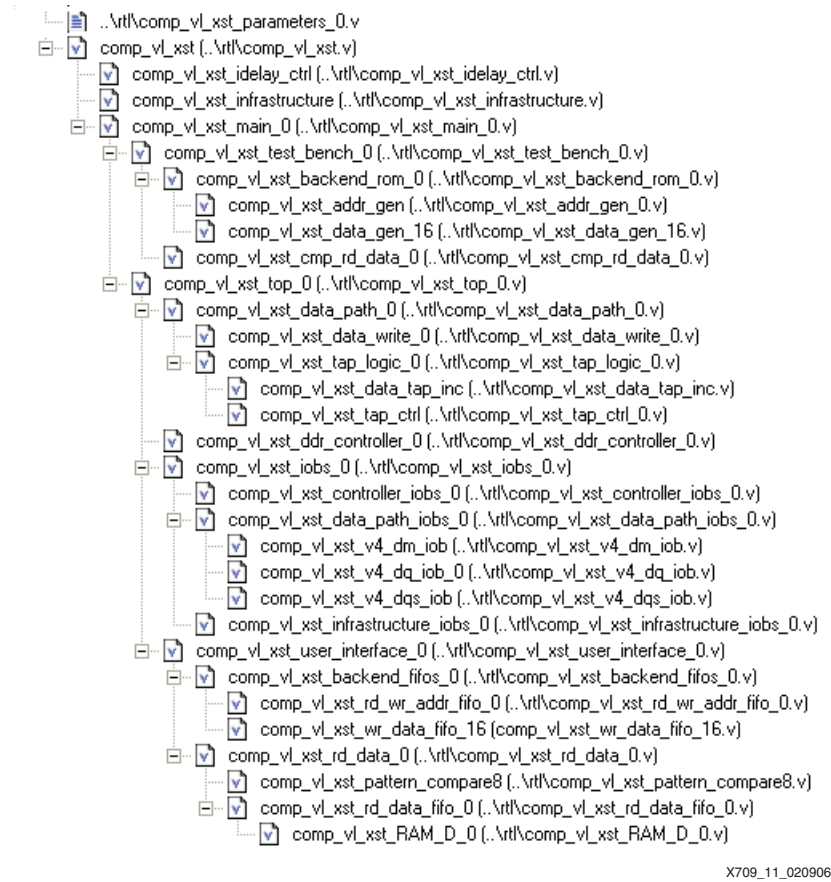 ..\rtl\comp_vl_xst_parameters_0.v
comp_vl_xst (..\rtl\comp_vl_xst.v)
comp_vl_xst_idelay_ctrl (..\rtl\comp_vl_xst_idelay_ctrl.v)
comp_vl_xst_infrastructure (..\rtl\comp_vl_xst_infrastructure.v)
comp_vl_xst_main_0 (..\rtl\comp_vl_xst_main_0.v)
comp_vl_xst_test_bench_0 (..\rtl\comp_vl_xst_test_bench_0.v)
comp_vl_xst_backend_rom_0 (..\rtl\comp_vl_xst_backend_rom_0.v)
comp_vl_xst_addr_gen (..\rtl\comp_vl_xst_addr_gen_0.v)
comp_vl_xst_data_gen_16 (..\rtl\comp_vl_xst_data_gen_16.v)
comp_vl_xst_cmp_rd_data_0 (..\rtl\comp_vl_xst_cmp_rd_data_0.v)
comp_vl_xst_top_0 (..\rtl\comp_vl_xst_top_0.v)
comp_vl_xst_data_path_0 (..\rtl\comp_vl_xst_data_path_0.v)
comp_vl_xst_data_write_0 (..\rtl\comp_vl_xst_data_write_0.v)
comp_vl_xst_tap_logic_0 (..\rtl\comp_vl_xst_tap_logic_0.v)
comp_vl_xst_data_tap_inc (..\rtl\comp_vl_xst_data_tap_inc.v)
comp_vl_xst_tap_ctrl (..\rtl\comp_vl_xst_tap_ctrl_0.v)
comp_vl_xst_ddr_controller_0 (..\rtl\comp_vl_xst_ddr_controller_0.v)
comp_vl_xst_iobs_0 (..\rtl\comp_vl_xst_iobs_0.v)
comp_vl_xst_controller_iobs_0 (..\rtl\comp_vl_xst_controller_iobs_0.v)
comp_vl_xst_data_path_iobs_0 (..\rtl\comp_vl_xst_data_path_iobs_0.v)
comp_vl_xst_v4_dm_iob (..\rtl\comp_vl_xst_v4_dm_iob.v)
comp_vl_xst_v4_dq_iob_0 (..\rtl\comp_vl_xst_v4_dq_iob.v)
comp_vl_xst_v4_dqs_iob (..\rtl\comp_vl_xst_v4_dqs_iob.v)
comp_vl_xst_infrastructure_iobs_0 (..\rtl\comp_vl_xst_infrastructure_iobs_0.v)
comp_vl_xst_user_interface_0 (..\rtl\comp_vl_xst_user_interface_0.v)
comp_vl_xst_backend_fifos_0 (..\rtl\comp_vl_xst_backend_fifos_0.v)
comp_vl_xst_rd_wr_addr_fifo_0 (..\rtl\comp_vl_xst_rd_wr_addr_fifo_0.v)
comp_vl_xst_wr_data_fifo_16 (comp_vl_xst_wr_data_fifo_16.v)
comp_vl_xst_rd_data_0 (..\rtl\comp_vl_xst_rd_data_0.v)
comp_vl_xst_pattern_compare8 (..\rtl\comp_vl_xst_pattern_compare8.v)
comp_vl_xst_rd_data_fifo_0 (..\rtl\comp_vl_xst_rd_data_fifo_0.v)
comp_vl_xst_RAM_D_0 (..\rtl\comp_vl_xst_RAM_D_0.v)
X709_11_020906